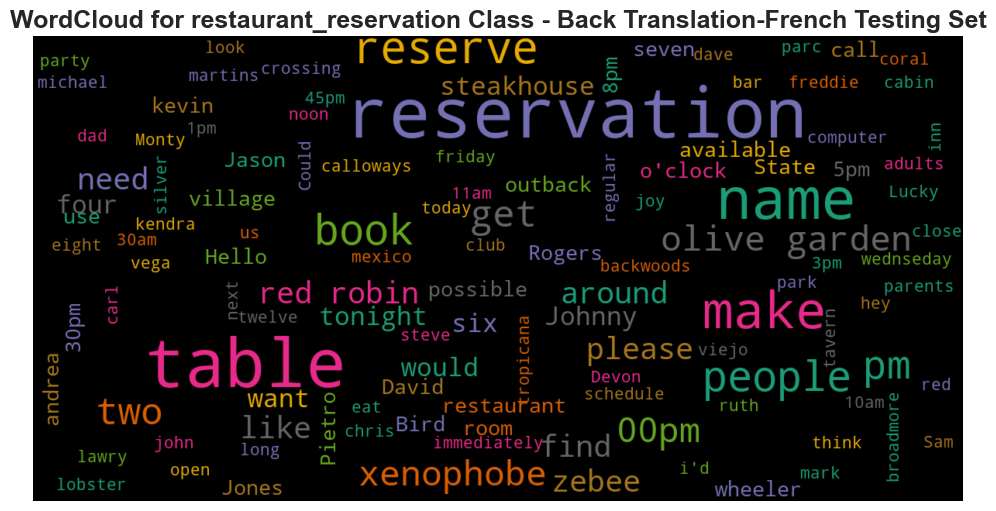 WordCloud for restaurant_reservation Class - Back Translation-French Testing Set
party
look
reserve
seven
dave
parc
call
coral
michael
martins
crossing
steakhouse
8pm
bar
freddie
cabin
kevin
45pm
noon
reservation
computer
inn
dad
Monty
1pm
Jason
Could
calloways
friday
regular
available
o'clock
State
5pm
adults
need
silver
village
outback
11am
joy
name
Lucky
four
use
kendra
book
today
get
close
eight
30am
us
Hello
mexico
club
Rogers
olive garden
backwoods
3pm
wednseday
vega
carl
next
red robin
possible
around
park
parents
hey
30pm
twelve
tonight
steve
six
Johnny
make
tavern
table
ropicana
please
viejo
andrea
would
David
Devon
schedule
people
pm
red
two
want
Pietro
eat
restaurant
ruth
10am
broadmore
john
like
chris
Bird
room
immediately
find
00pm
think
Sam
lawry
open
long
i'd
mark
lobster
Jones
xenophobe
zebee
wheeler